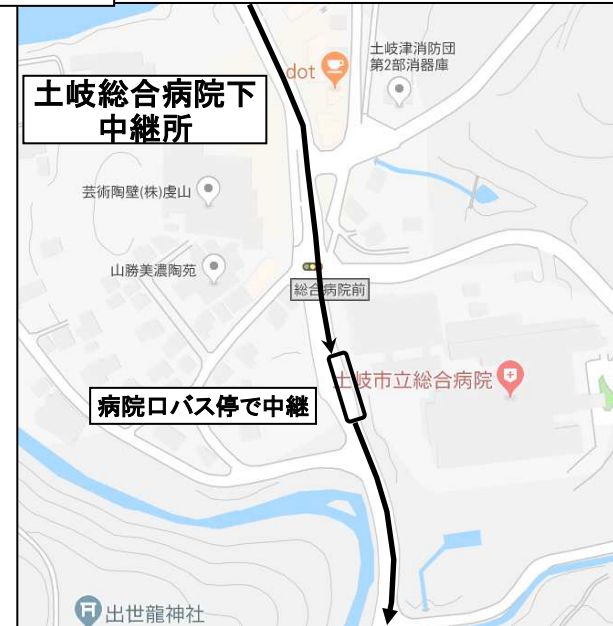 土岐総合病院下
中継所
dot
土岐津消防団
第2部消器庫
芸術陶壁(株)虔山
山勝美濃陶苑
総合病院前
土岐市立総合病院
病院口バス停で中継
出世龍神社